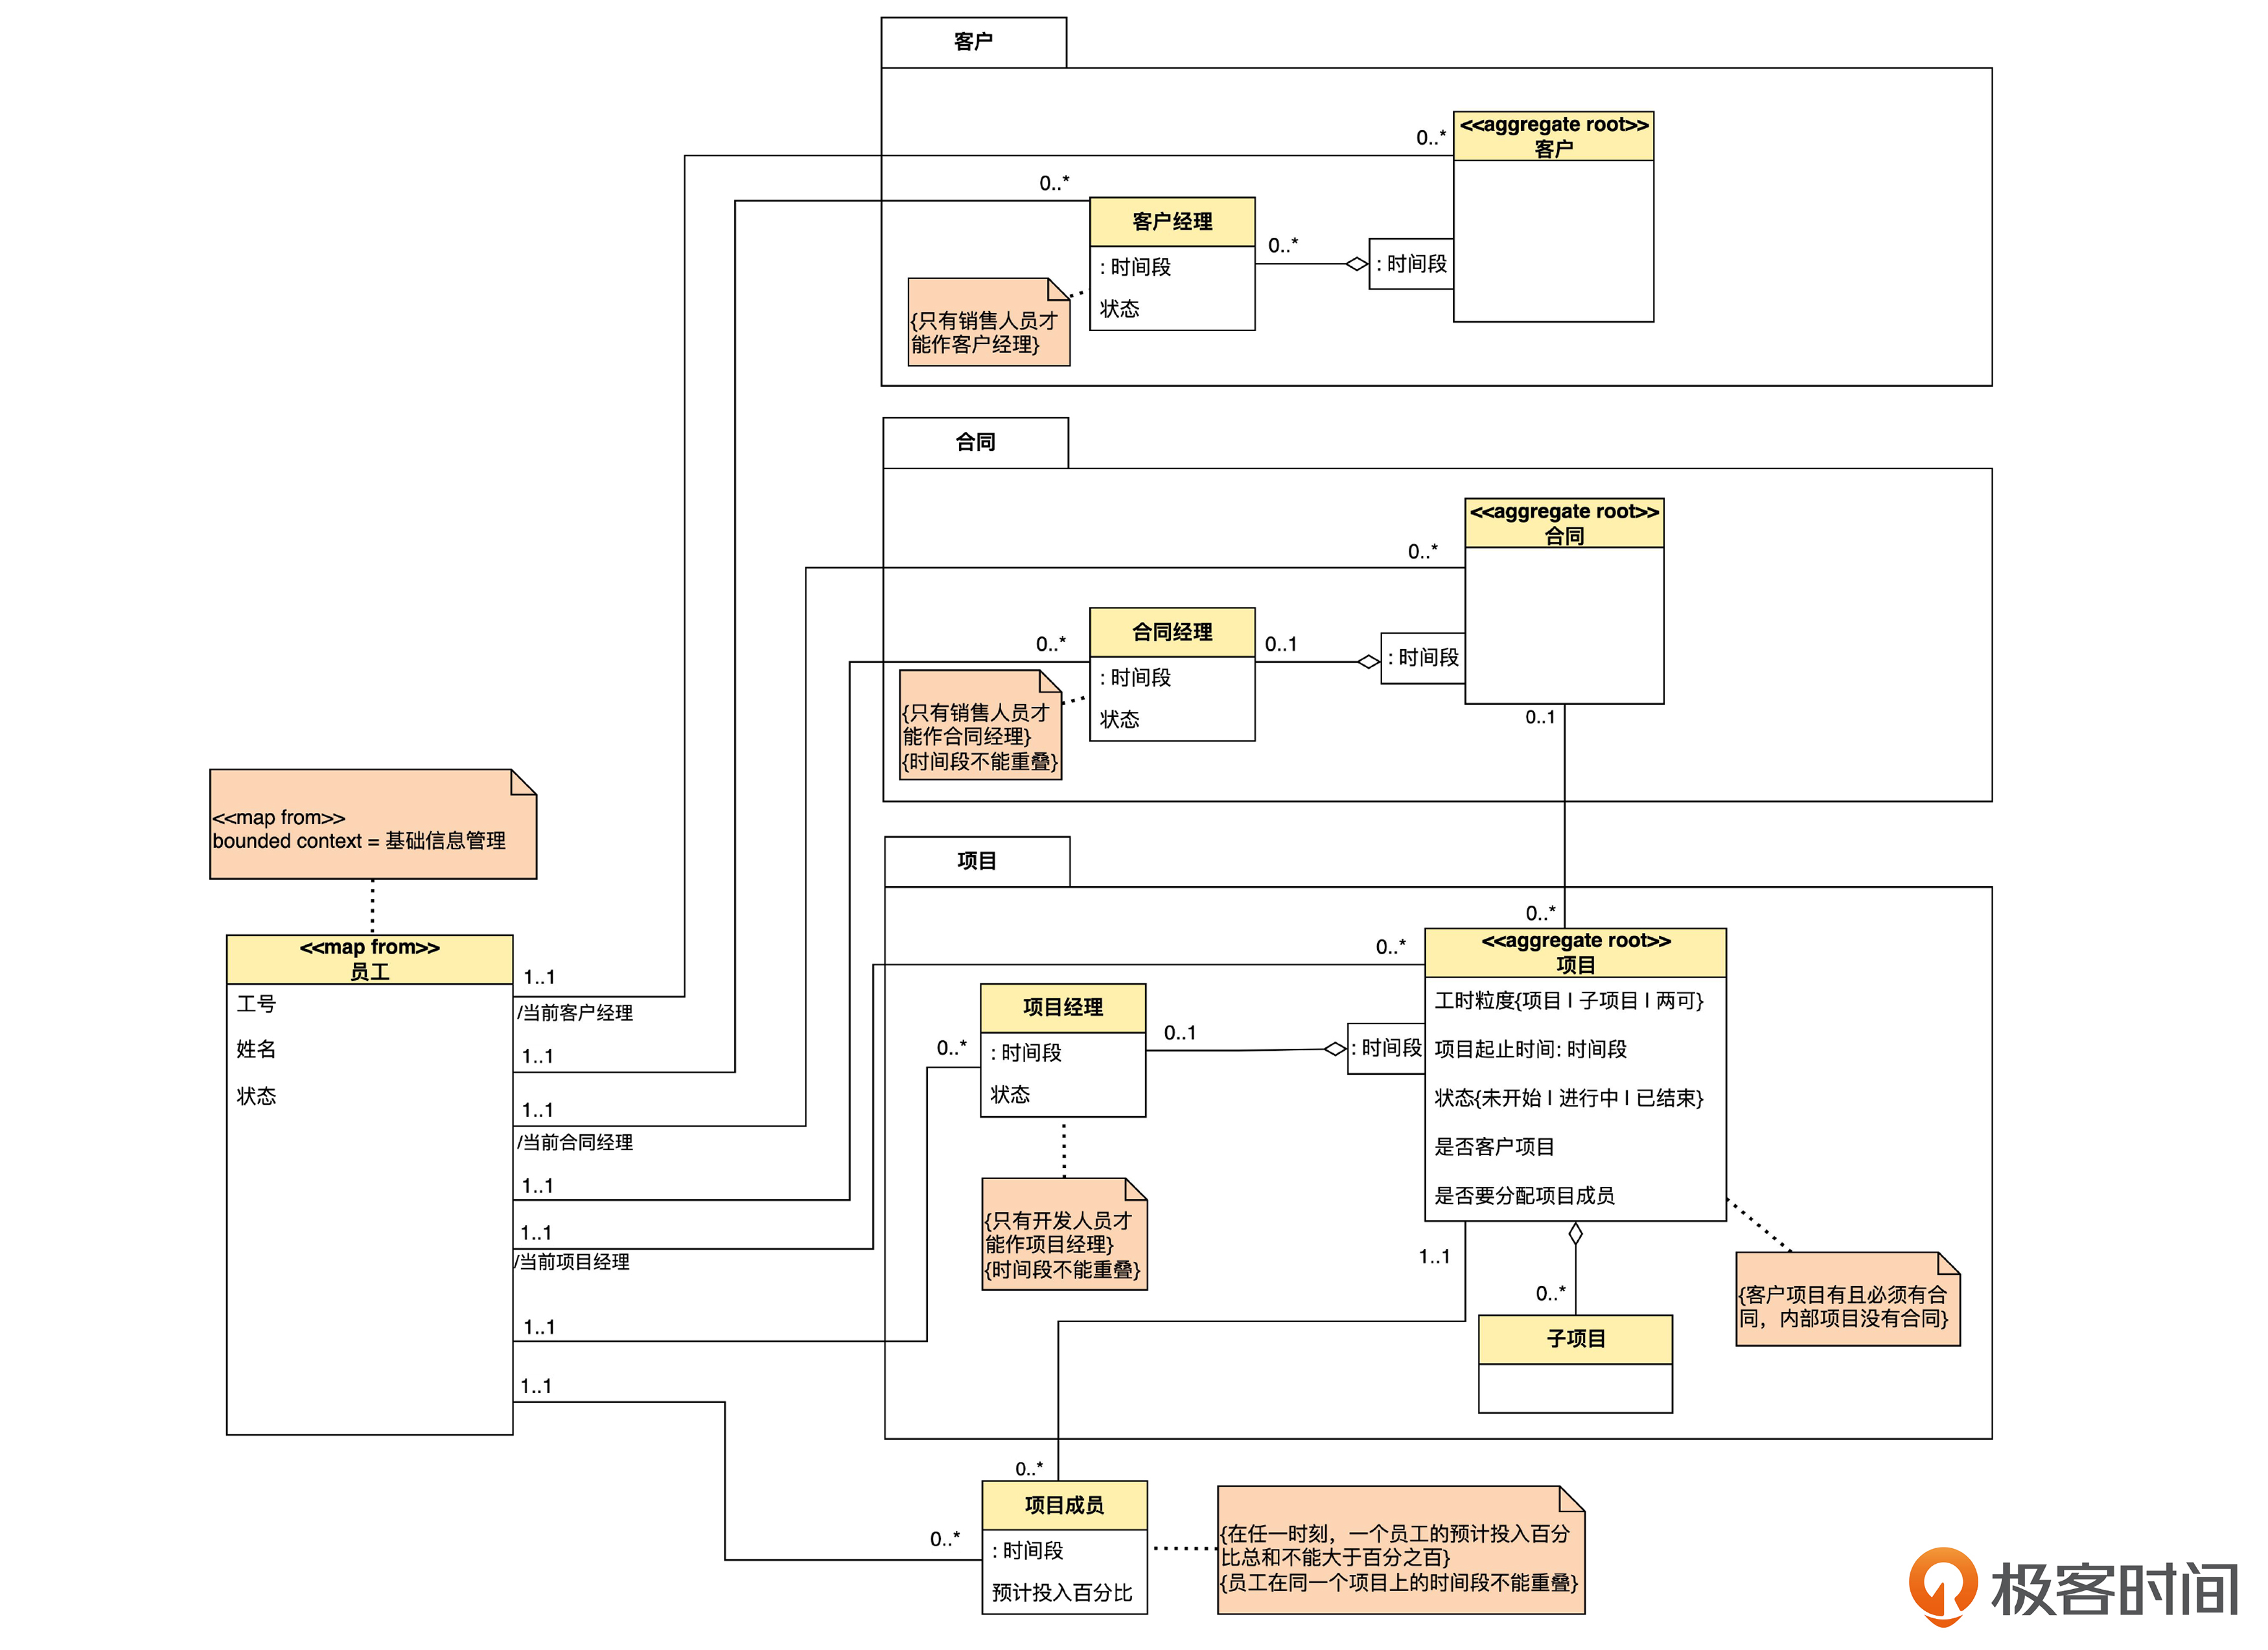 客户
<<aggregate root>>
客户
0..*
0..*
客户经理
: 时间段
状态
0..*
: 时间段
{只有销售人员才
能作客户经理}
合同
<<aggregate root>>
合同
0..*
0..*
合同经理
: 时间段
状态
0..1
: 时间段
{只有销售人员才
能作合同经理}
{时间段不能重叠}
0..1
<<map from>>
bounded context = 基础信息管理
<<map from>>
员工
工号
姓名
状态
1..1
/当前客户经理
1..1
1..1
/当前合同经理
1..1
1..1
/当前项目经理
1..1
1..1
项目
0..*
0..*
<<aggregate root>>
项目
工时粒度{项目 | 子项目 | 两可}
项目起止时间: 时间段
状态{未开始 | 进行中 | 已结束}
是否客户项目
是否要分配项目成员
0..*
项目经理
: 时间段
状态
0..1
: 时间段
{只有开发人员才
能作项目经理}
{时间段不能重叠}
1..1
0..*
子项目
{客户项目有且必须有合
同，内部项目没有合同}
0..*
0..*
项目成员
: 时间段
预计投入百分比
{在任一时刻，一个员工的预计投入百分
比总和不能大于百分之百}
{员工在同一个项目上的时间段不能重叠}
极客时间